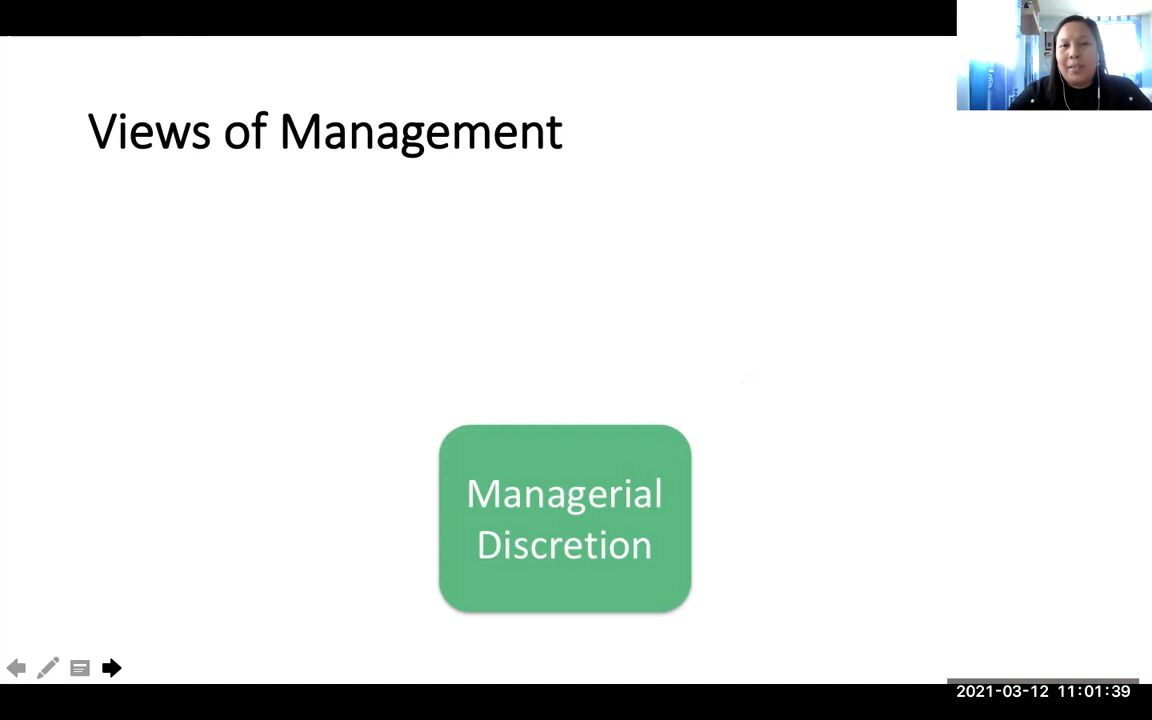 Views of Management
Managerial
Discretion
2021-03-12 11:01:39